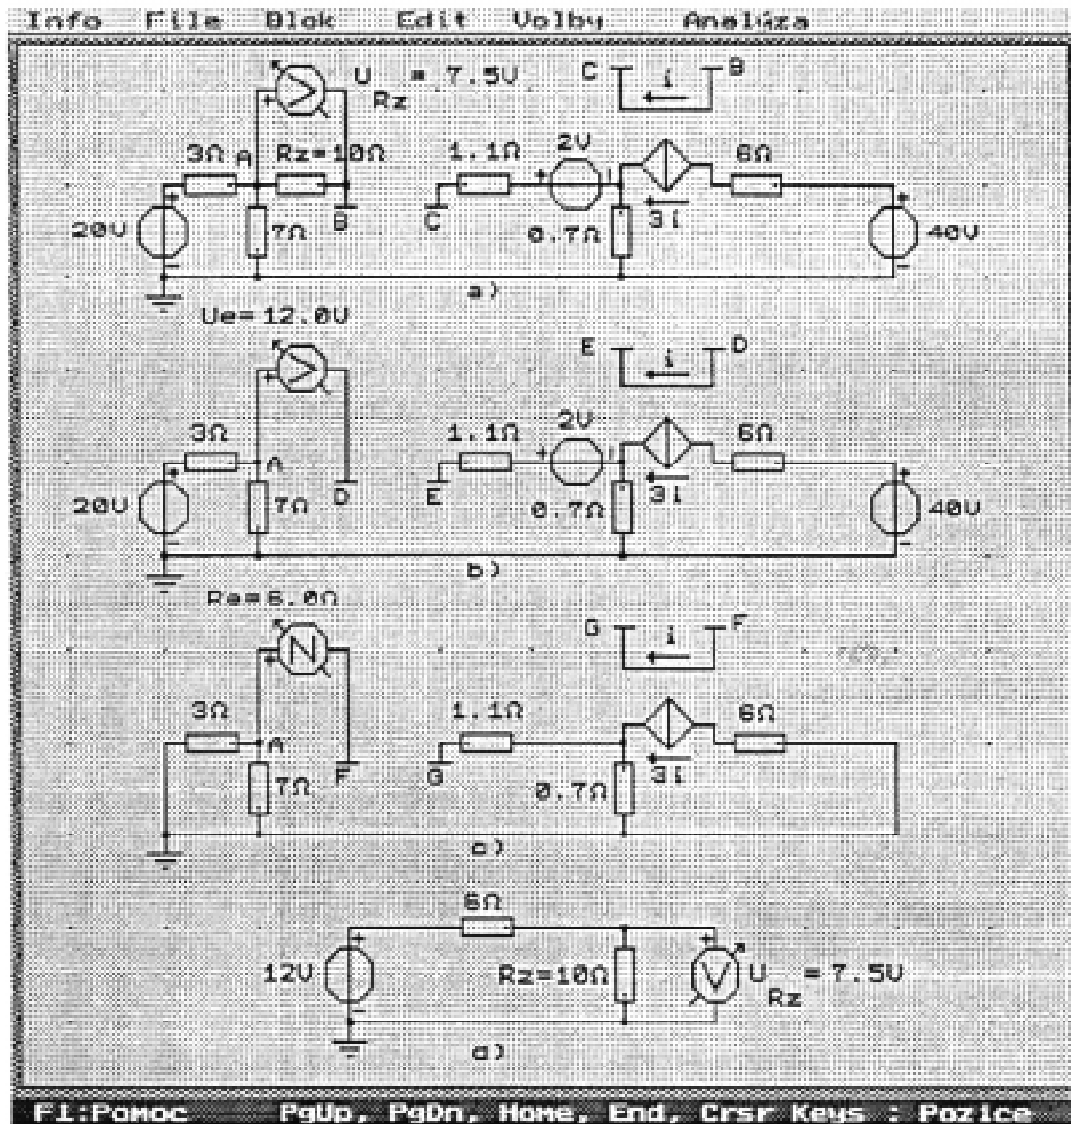 Info File Blok Edit Volby Analýza
U Rz = 7.5V
C i B
3Ω A Rz=10Ω 1.1Ω + 2V 6Ω
20V + - 7Ω B C 0.7Ω 3i + - 40V
a)
Ue=12.0V
E i D
3Ω 1.1Ω + 2V 6Ω
20V + - A 7Ω D E 0.7Ω 3i + - 40V
b)
Re=6.0Ω
G i F
3Ω 1.1Ω 6Ω
A 7Ω F G 0.7Ω 3i
c)
6Ω
12V + - Rz=10Ω + V U Rz = 7.5V
d)
F1:Pomoc PgUp, PgDn, Home, End, Crsr Keys : Pozice